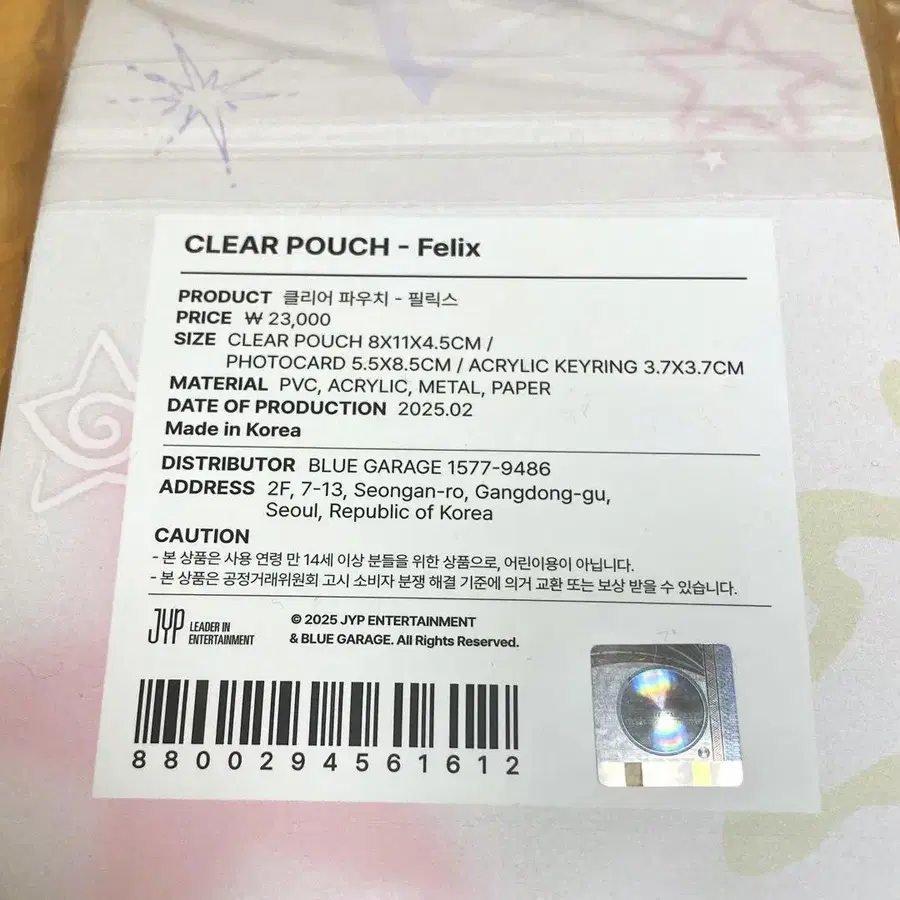 CLEAR POUCH - Felix
PRODUCT 클리어 파우치 - 필릭스
PRICE ₩ 23,000
SIZE CLEAR POUCH 8X11X4.5CM /
PHOTOCARD 5.5X8.5CM / ACRYLIC KEYRING 3.7X3.7CM
MATERIAL PVC, ACRYLIC, METAL, PAPER
DATE OF PRODUCTION 2025.02
Made in Korea
DISTRIBUTOR BLUE GARAGE 1577-9486
ADDRESS 2F, 7-13, Seongan-ro, Gangdong-gu,
Seoul, Republic of Korea
CAUTION
- 본 상품은 사용 연령 만 14세 이상 분들을 위한 상품으로, 어린이용이 아닙니다.
- 본 상품은 공정거래위원회 고시 소비자 분쟁 해결 기준에 의거 교환 또는 보상 받을 수 있습니다.
JYP LEADER IN
ENTERTAINMENT
© 2025 JYP ENTERTAINMENT
& BLUE GARAGE. All Rights Reserved.
8800294561612